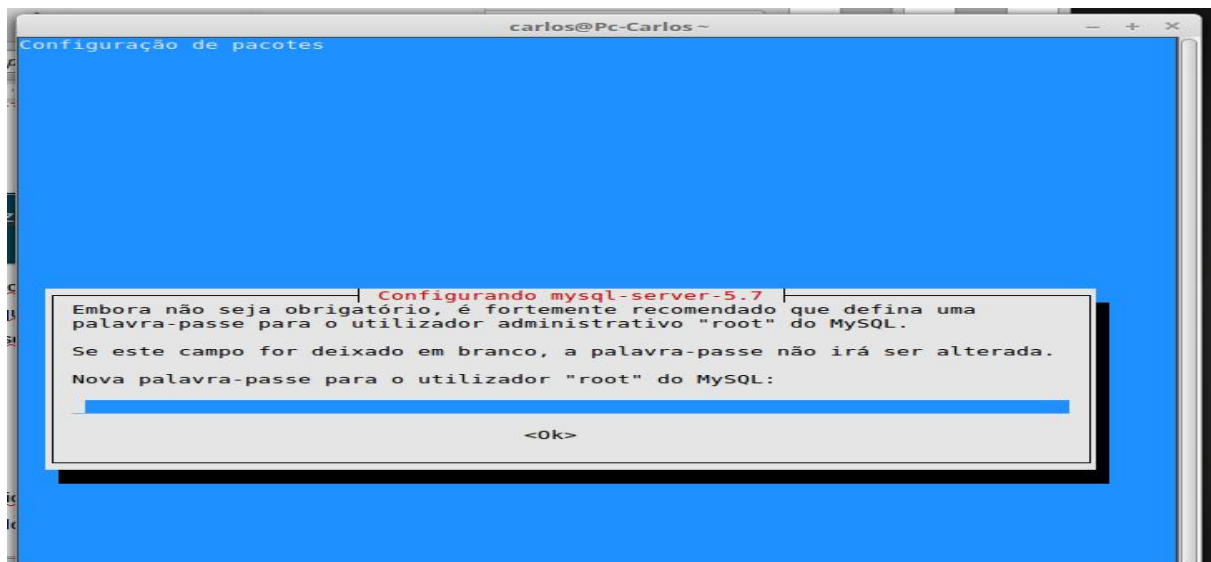 carlos@Pc-Carlos ~
Configuração de pacotes
Configurando mysql-server-5.7
Embora não seja obrigatório, é fortemente recomendado que defina uma
palavra-passe para o utilizador administrativo "root" do MySQL.
Se este campo for deixado em branco, a palavra-passe não irá ser alterada.
Nova palavra-passe para o utilizador "root" do MySQL:
<Ok>